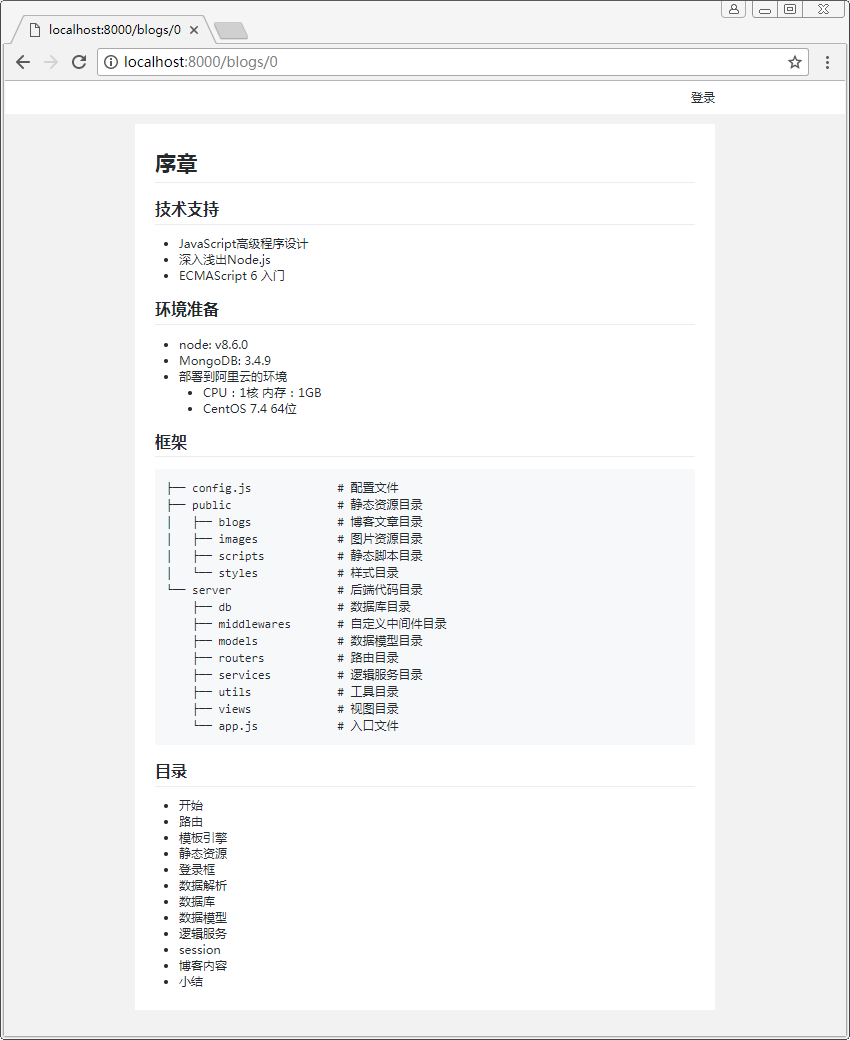 localhost:8000/blogs/0
localhost:8000/blogs/0
登录
序章
技术支持
• JavaScript高级程序设计
• 深入浅出Node.js
• ECMAScript 6 入门
环境准备
• node: v8.6.0
• MongoDB: 3.4.9
• 部署到阿里云的环境
• CPU：1核 内存：1GB
• CentOS 7.4 64位
框架
├── config.js             # 配置文件
├── public                # 静态资源目录
│   ├── blogs             # 博客文章目录
│   ├── images            # 图片资源目录
│   ├── scripts           # 静态脚本目录
│   └── styles            # 样式目录
└── server                # 后端代码目录
    ├── db                # 数据库目录
    ├── middlewares       # 自定义中间件目录
    ├── models            # 数据模型目录
    ├── routers           # 路由目录
    ├── services          # 逻辑服务目录
    ├── utils             # 工具目录
    ├── views             # 视图目录
    └── app.js            # 入口文件
目录
• 开始
• 路由
• 模板引擎
• 静态资源
• 登录框
• 数据解析
• 数据库
• 数据模型
• 逻辑服务
• session
• 博客内容
• 小结